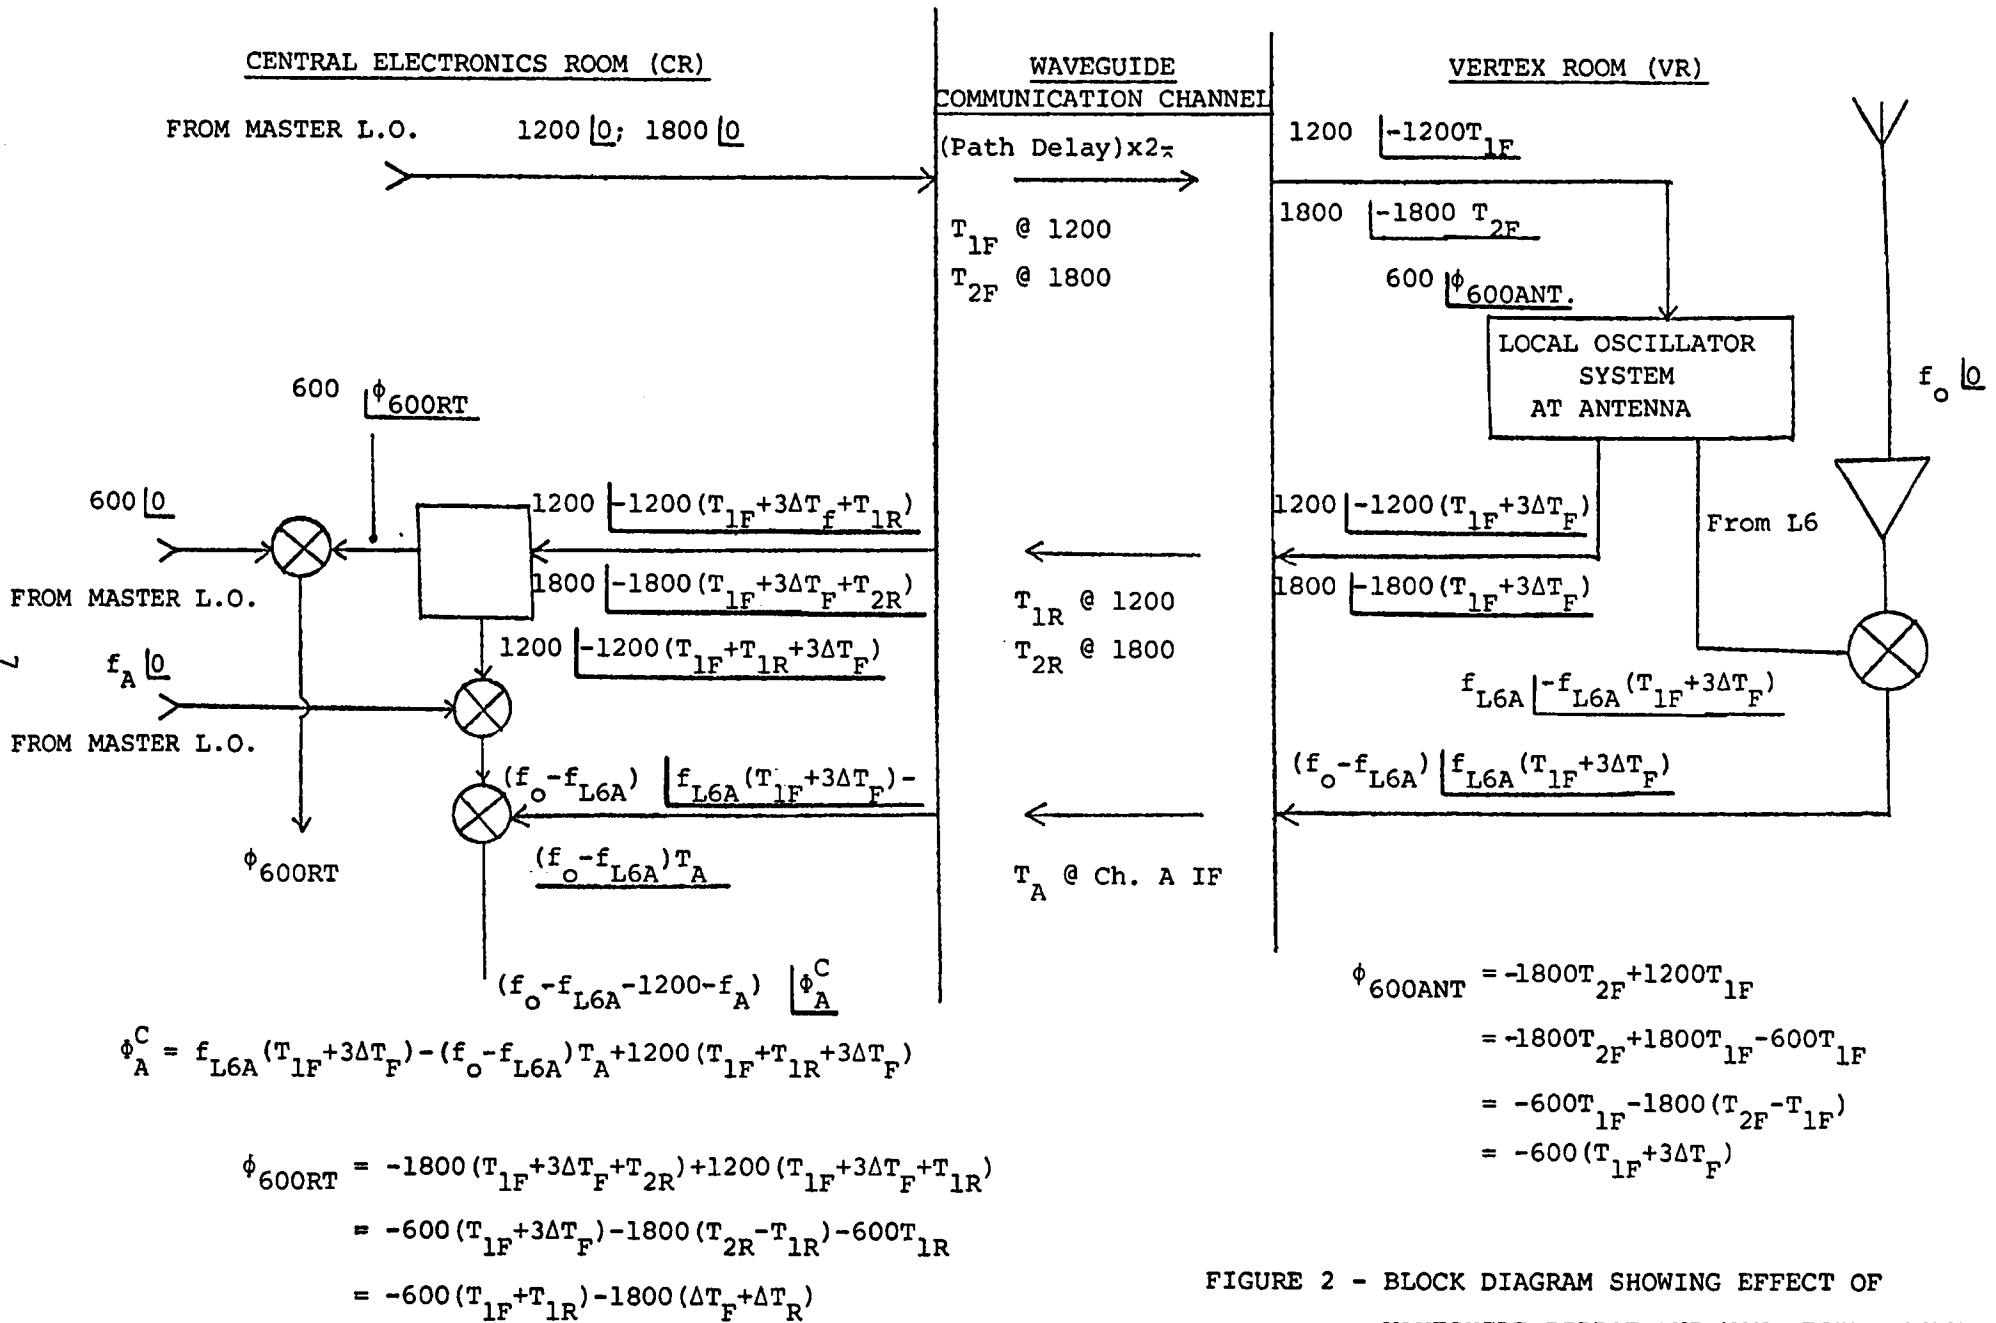 CENTRAL ELECTRONICS ROOM (CR)
WAVEGUIDE
COMMUNICATION CHANNEL
VERTEX ROOM (VR)
FROM MASTER L.O. 1200 |0; 1800 |0
(Path Delay)x2π
1200 |-1200T1F
1800 |-1800 T2F
T1F @ 1200
T2F @ 1800
600 |ϕ600ANT.
LOCAL OSCILLATOR
SYSTEM
AT ANTENNA
fo |0
600 |ϕ600RT
600 |0
FROM MASTER L.O.
1200 |-1200(T1F+3ΔTf+T1R)
1800 |-1800(T1F+3ΔTF+T2R)
1200 |-1200(T1F+T1R+3ΔTF)
T1R @ 1200
T2R @ 1800
1200 |-1200(T1F+3ΔTF)
1800 |-1800(T1F+3ΔTF)
From L6
fA |0
FROM MASTER L.O.
fL6A |-fL6A(T1F+3ΔTF)
(fo-fL6A) |fL6A(T1F+3ΔTF)-
(fo-fL6A)TA
(fo-fL6A) |fL6A(T1F+3ΔTF)
ϕ600RT
TA @ Ch. A IF
(fo-fL6A-1200-fA) |ΦAC
ΦAC = fL6A(T1F+3ΔTF)-(fo-fL6A)TA+1200(T1F+T1R+3ΔTF)
ϕ600RT = -1800(T1F+3ΔTF+T2R)+1200(T1F+3ΔTF+T1R)
= -600(T1F+3ΔTF)-1800(T2R-T1R)-600T1R
= -600(T1F+T1R)-1800(ΔTF+ΔTR)
ϕ600ANT = -1800T2F+1200T1F
= -1800T2F+1800T1F-600T1F
= -600T1F-1800(T2F-T1F)
= -600(T1F+3ΔTF)
FIGURE 2 - BLOCK DIAGRAM SHOWING EFFECT OF